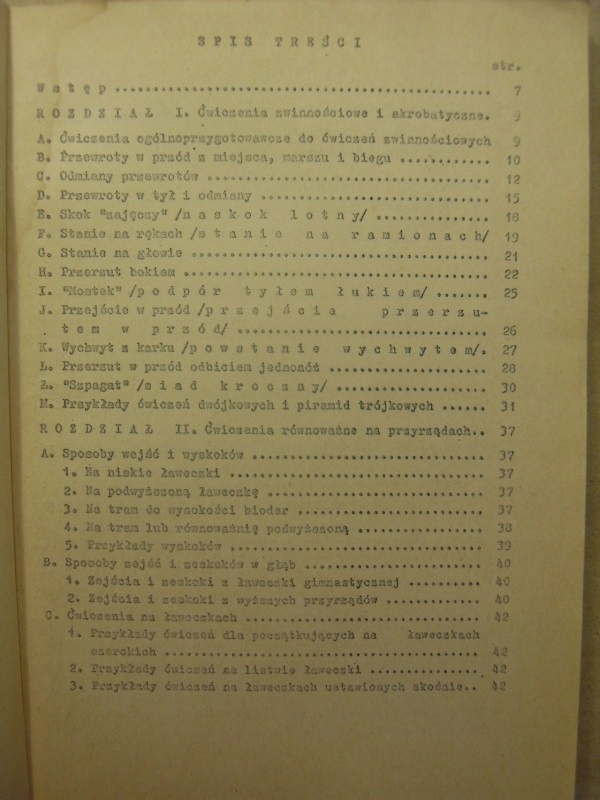 SPIS TREŚCI
str.
Wstęp .................................................. 7
ROZDZIAŁ I. Ćwiczenia zwinnościowe i akrobatyczne. 9
A. Ćwiczenia ogólnoprzygotowawcze do ćwiczeń zwinnościowych 9
B. Przewroty w przód z miejsca, marszu i biegu ............ 10
C. Odmiany przewrotów ..................................... 12
D. Przewroty w tył i odmiany .............................. 15
E. Skok "zajęczy" /naskok lotny/ ............... 18
F. Stanie na rękach /stanie na ramionach/ 19
G. Stanie na głowie ....................................... 21
H. Przerzut bokiem ........................................ 22
I. "Mostek" /podpór tyłem łukiem/ ....... 25
J. Przejście w przód /przejścia przerzu-
tem w przód/ ................................. 26
K. Wychwyt z karku /powstanie wychwytem/. 27
L. Przerzut w przód odbiciem jednonóż ..................... 28
Ł. "Szpagat" /siad kroczny/ ..................... 30
M. Przykłady ćwiczeń dwójkowych i piramid trójkowych ...... 31
ROZDZIAŁ II. Ćwiczenia równoważne na przyrządach.. 37
A. Sposoby wejść i wyskoków ............................... 37
1. Na niskie ławeczki .................................. 37
2. Na podwyższoną ławeczkę ............................. 37
3. Na tram do wysokości bioder ......................... 37
4. Na tram lub równoważnię podwyższoną ................. 38
5. Przykłady wyskoków .................................. 39
B. Sposoby zejść i zeskoków w głąb ........................ 40
1. Zejścia i zeskoki z ławeczki gimnastycznej .......... 40
2. Zejścia i zeskoki z wyższych przyrządów ............. 40
C. Ćwiczenia na ławeczkach ................................ 42
1. Przykłady ćwiczeń dla początkujących na ławeczkach
szerokich ........................................... 42
2. Przykłady ćwiczeń na listwie ławeczki ............... 42
3. Przykłady ćwiczeń na ławeczkach ustawionych skośnie.. 42